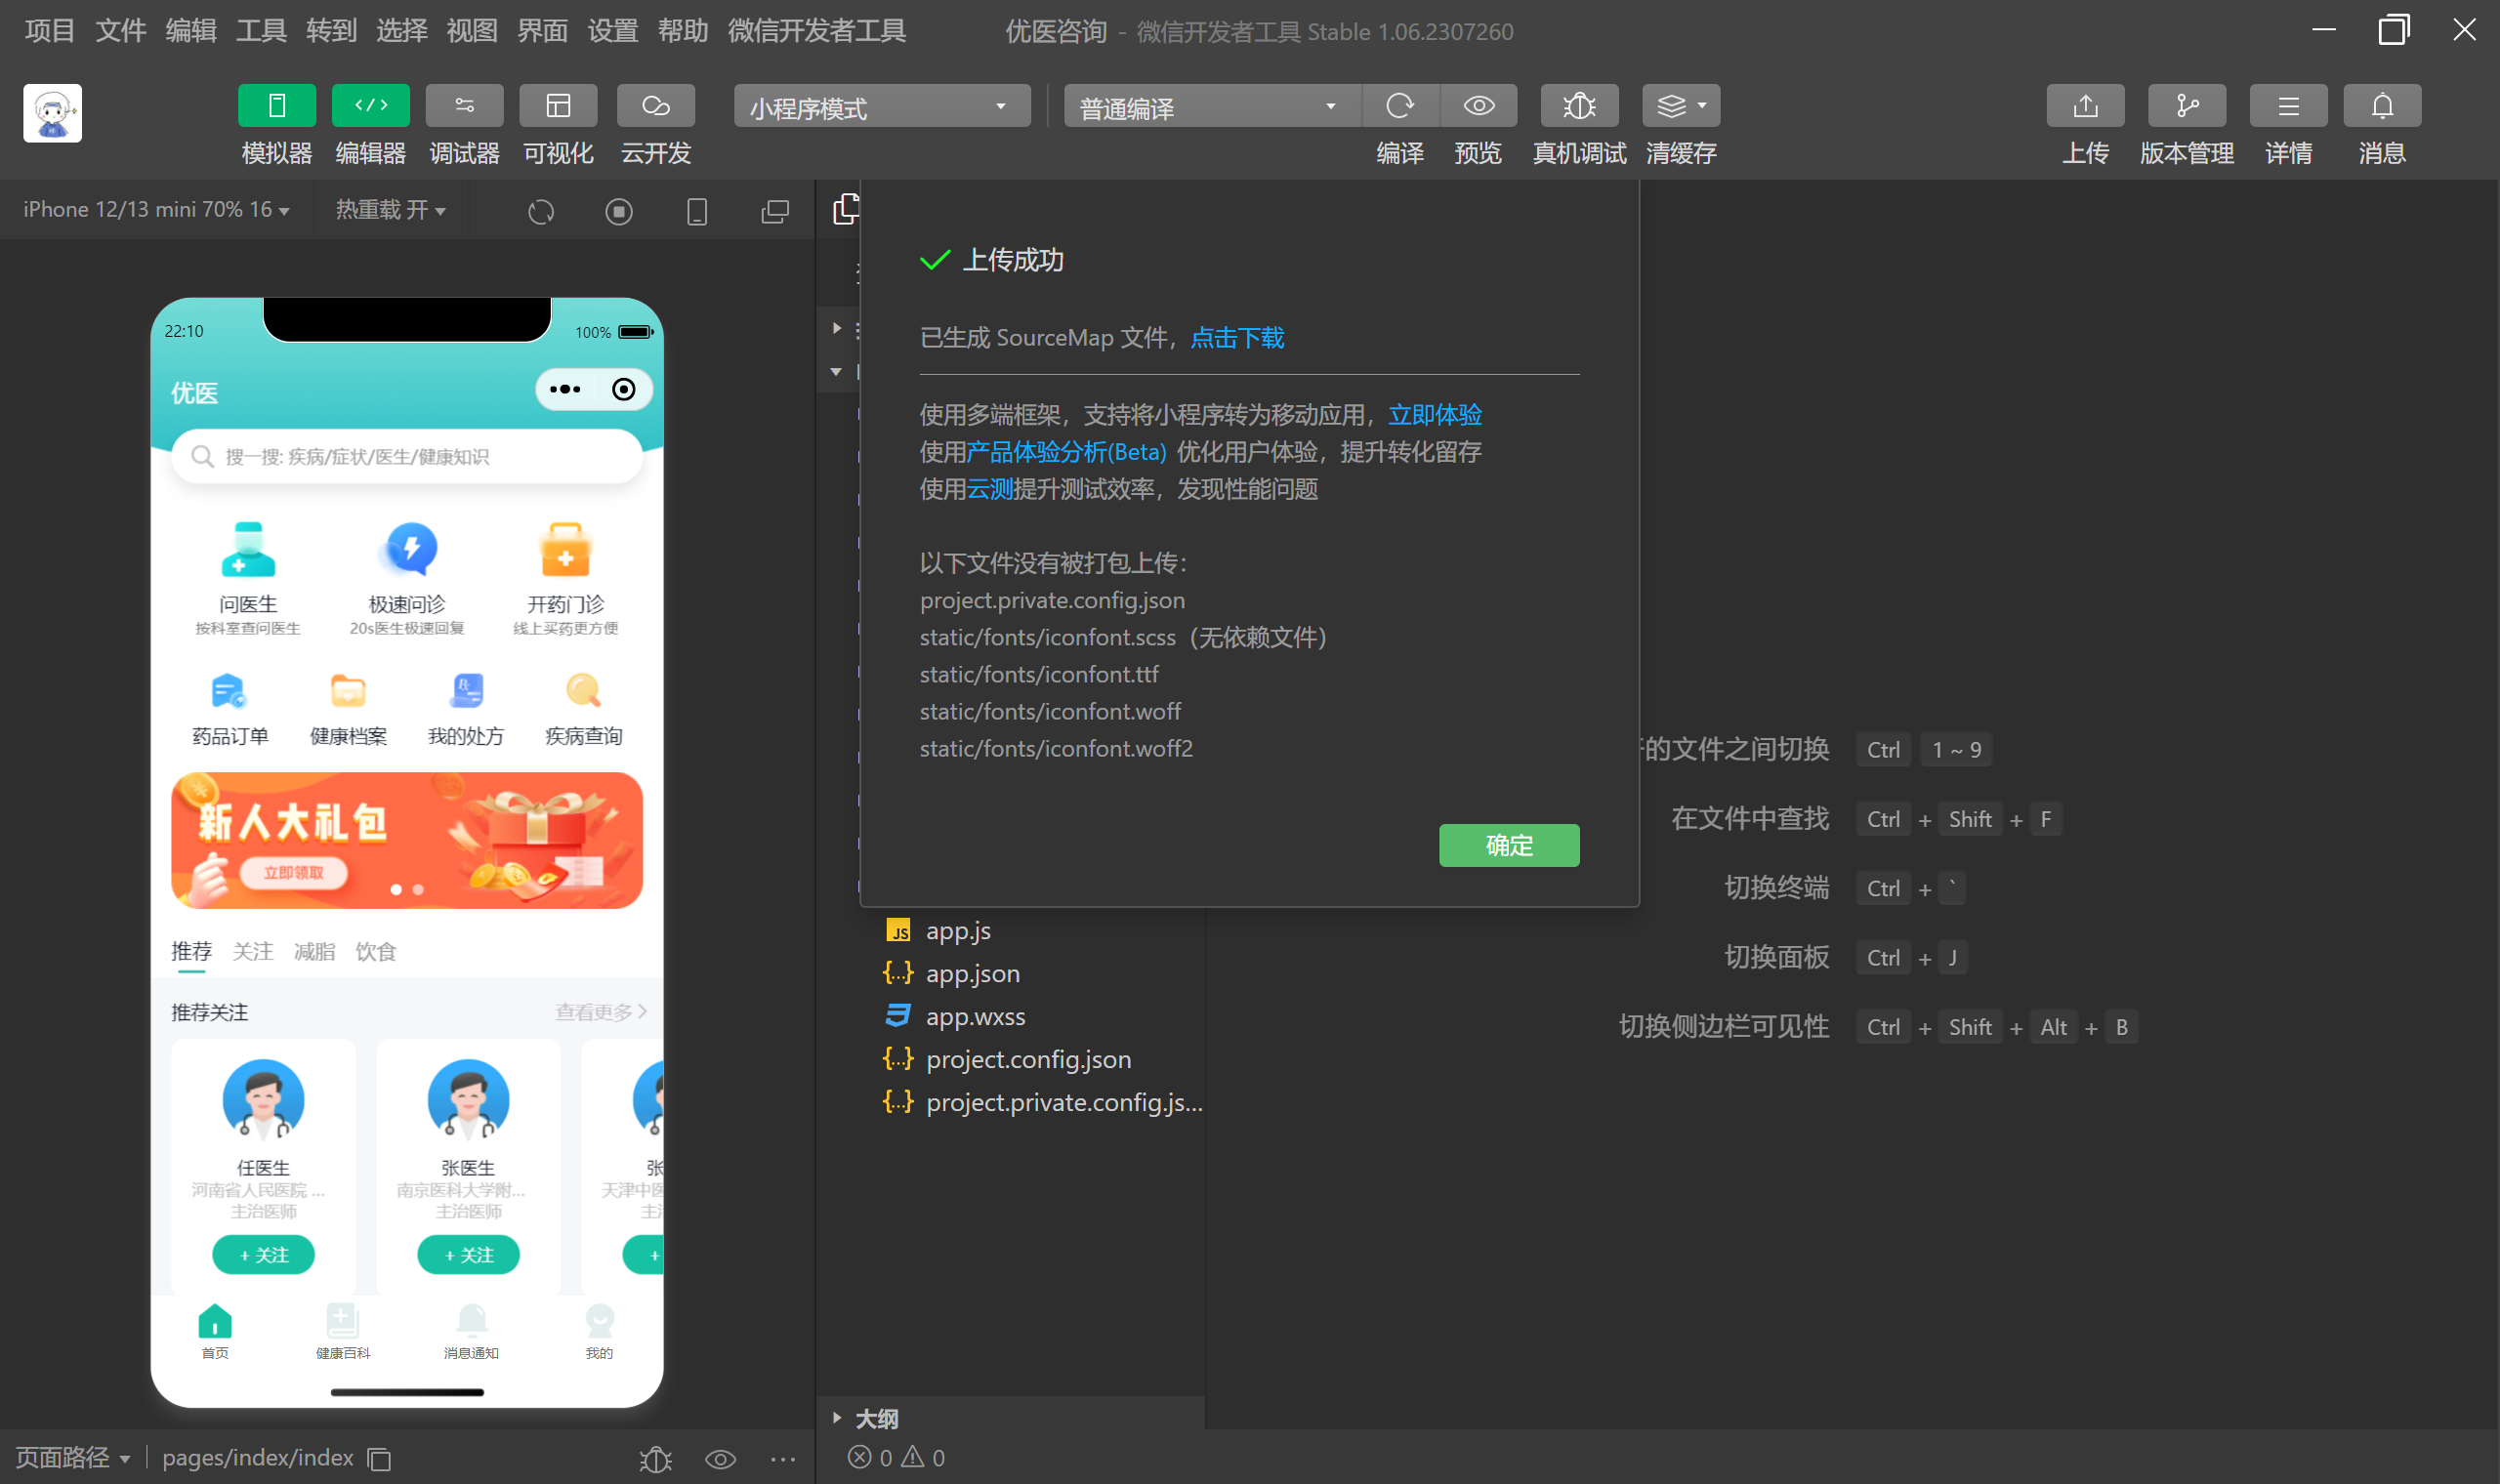 项目 文件 编辑 工具 转到 选择 视图 界面 设置 帮助 微信开发者工具
优医咨询 - 微信开发者工具 Stable 1.06.2307260
模拟器 编辑器 调试器 可视化 云开发
小程序模式
普通编译
编译 预览 真机调试 清缓存
上传 版本管理 详情 消息
iPhone 12/13 mini 70% 16
热重载 开
22:10
100%
优医
搜一搜: 疾病/症状/医生/健康知识
问医生 极速问诊 开药门诊
按科室查问医生 20s医生极速回复 线上买药更方便
药品订单 健康档案 我的处方 疾病查询
新人大礼包
立即领取
推荐 关注 减脂 饮食
推荐关注 查看更多
任医生 张医生 张
河南省人民医院 ... 南京医科大学附... 天津中医
主治医师 主治医师 主
+ 关注 + 关注 +
首页 健康百科 消息通知 我的
页面路径 pages/index/index
上传成功
已生成 SourceMap 文件，点击下载
使用多端框架，支持将小程序转为移动应用，立即体验
使用产品体验分析(Beta) 优化用户体验，提升转化留存
使用云测提升测试效率，发现性能问题
以下文件没有被打包上传：
project.private.config.json
static/fonts/iconfont.scss（无依赖文件）
static/fonts/iconfont.ttf
static/fonts/iconfont.woff
static/fonts/iconfont.woff2
确定
JS app.js
{..} app.json
app.wxss
{..} project.config.json
{..} project.private.config.js...
大纲
0 0
的文件之间切换 Ctrl 1 ~ 9
在文件中查找 Ctrl + Shift + F
切换终端 Ctrl + `
切换面板 Ctrl + J
切换侧边栏可见性 Ctrl + Shift + Alt + B